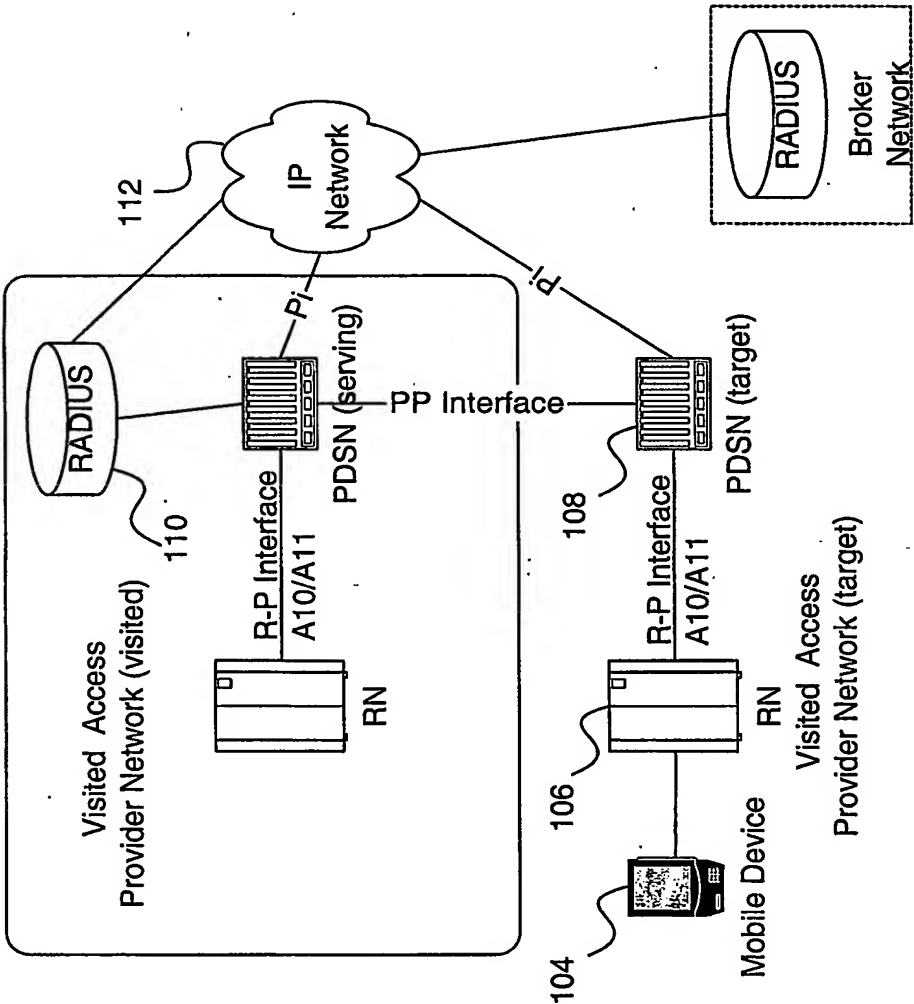 Visited Access
Provider Network (visited)
RADIUS
110
112
IP
Network
Pi
RN
R-P Interface
A10/A11
PDSN (serving)
PP Interface
Pi
104
Mobile Device
106
RN
R-P Interface
A10/A11
108
PDSN (target)
Visited Access
Provider Network (target)
RADIUS
Broker
Network